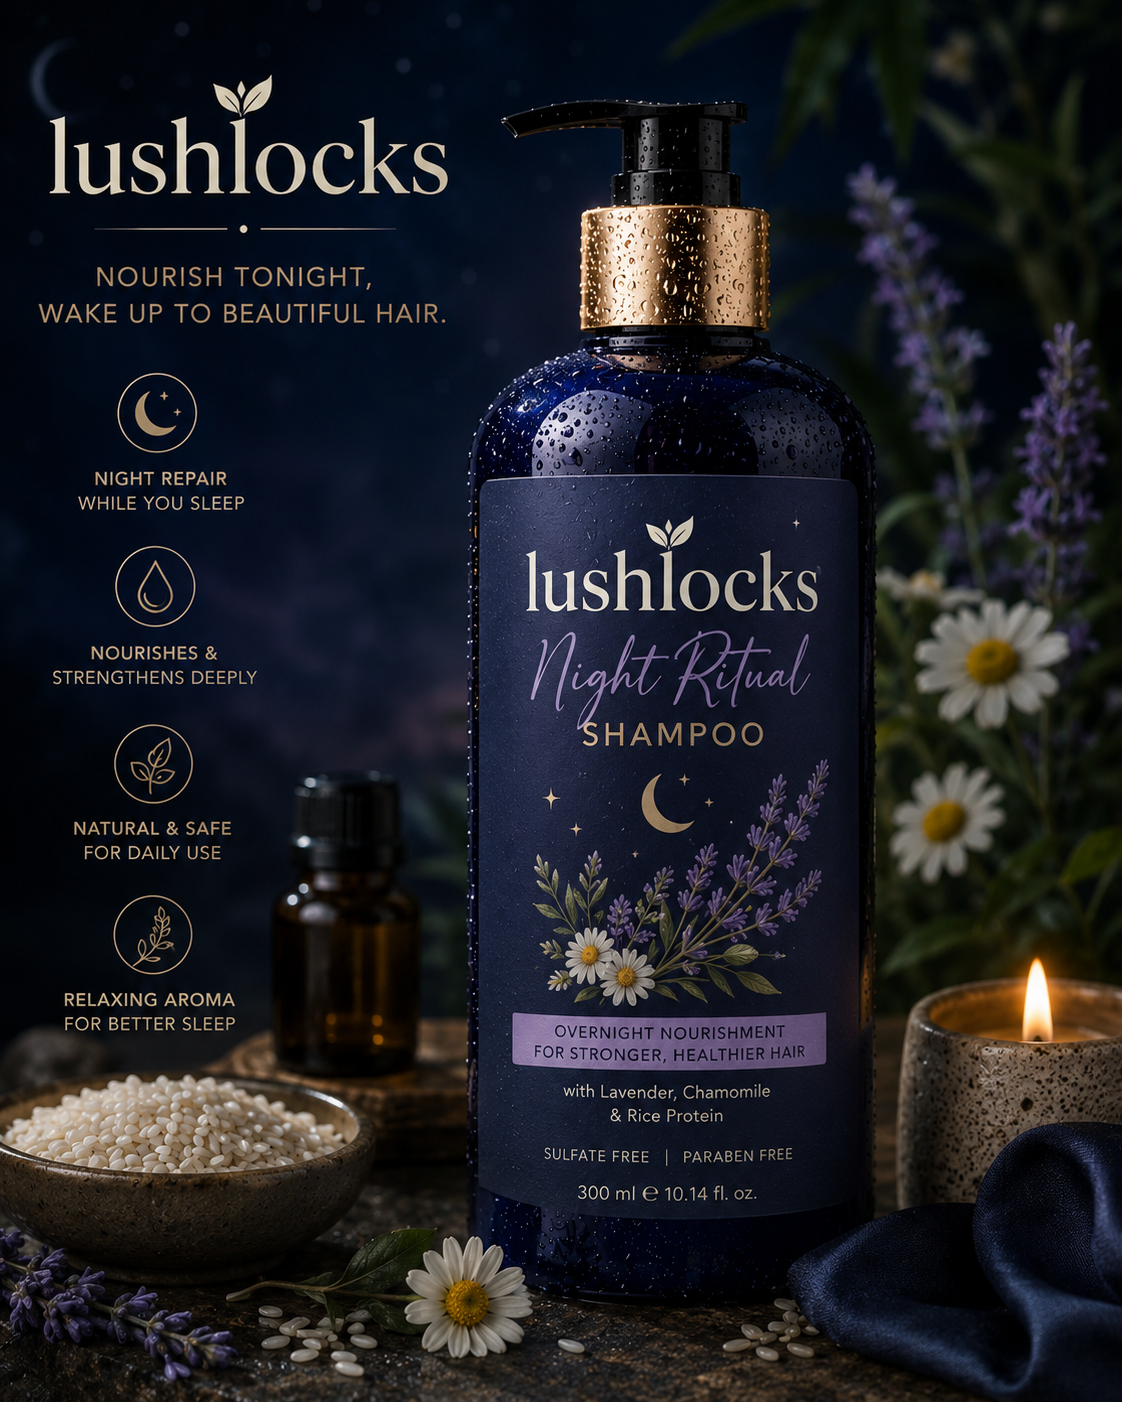 lushlocks
NOURISH TONIGHT,
WAKE UP TO BEAUTIFUL HAIR.
NIGHT REPAIR
WHILE YOU SLEEP
NOURISHES &
STRENGTHENS DEEPLY
NATURAL & SAFE
FOR DAILY USE
RELAXING AROMA
FOR BETTER SLEEP
lushlocks
Night Ritual
SHAMPOO
OVERNIGHT NOURISHMENT
FOR STRONGER, HEALTHIER HAIR
with Lavender, Chamomile
& Rice Protein
SULFATE FREE | PARABEN FREE
300 ml ℮ 10.14 fl. oz.